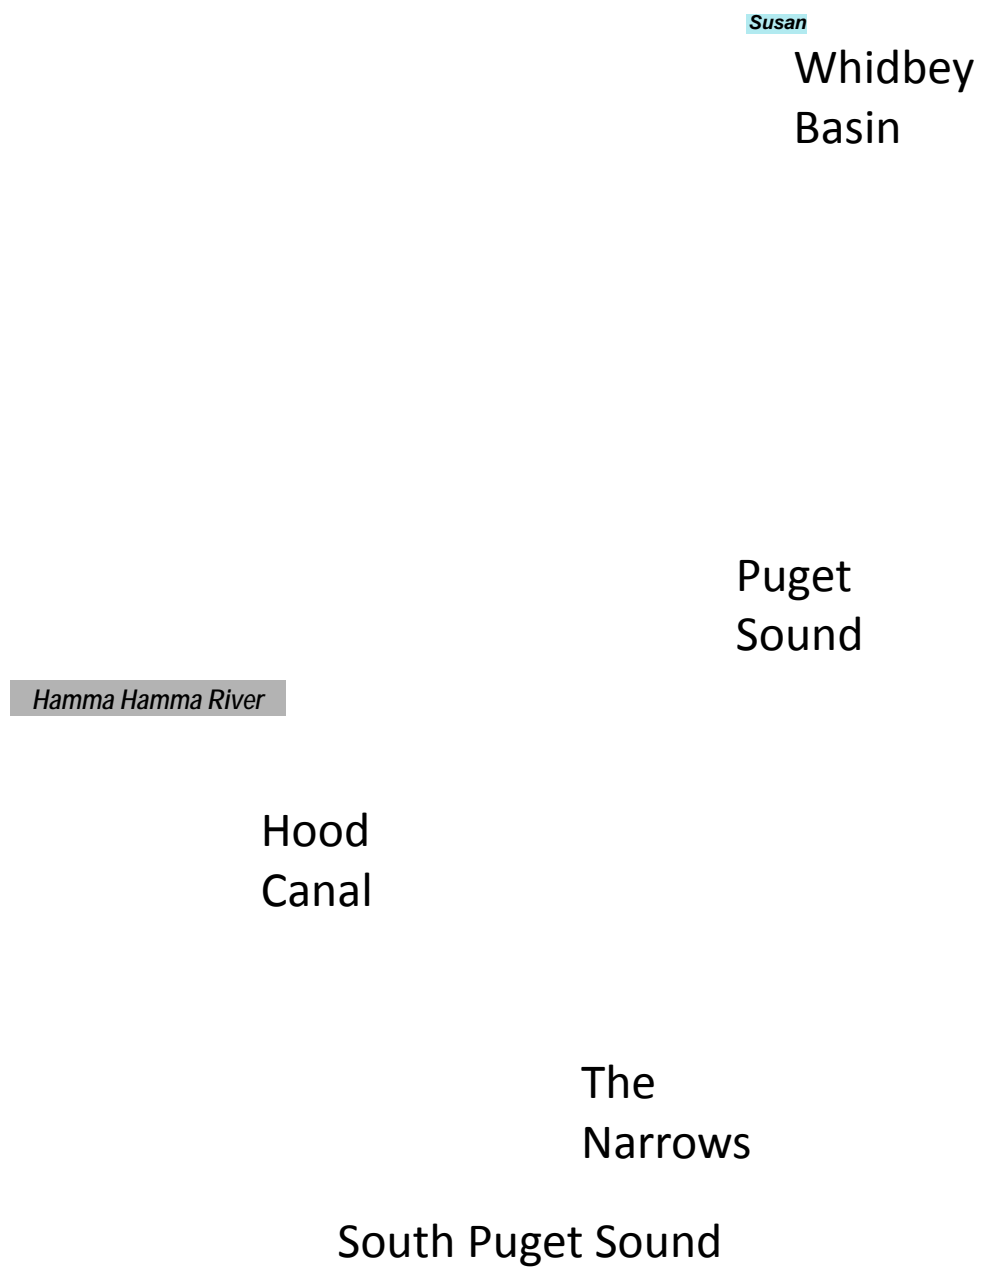 Susan
Whidbey
Basin
Puget
Sound
Hamma Hamma River
Hood
Canal
The
Narrows
South Puget Sound